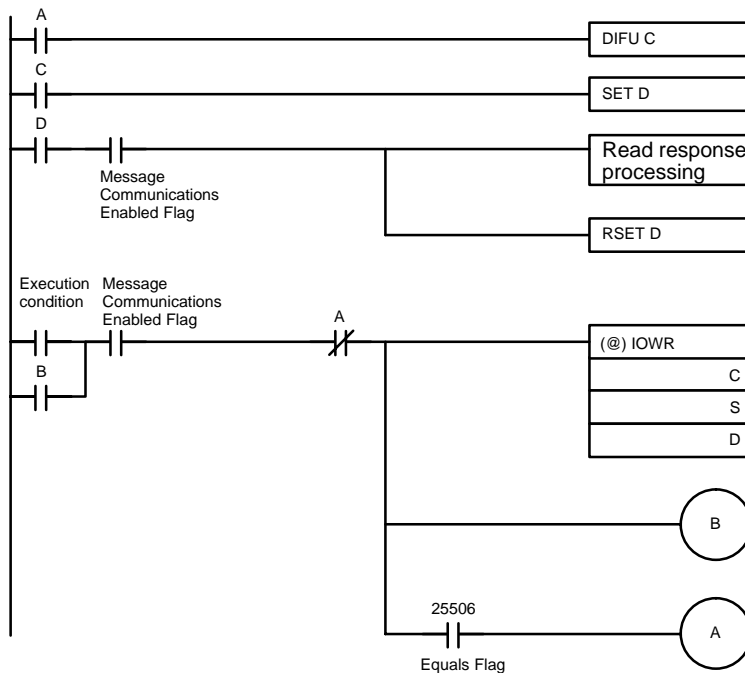 A
DIFU C
C
SET D
D
Message
Communications
Enabled Flag
Read response
processing
RSET D
Execution
condition
Message
Communications
Enabled Flag
A
(@) IOWR
C
S
D
B
B
25506
Equals Flag
A